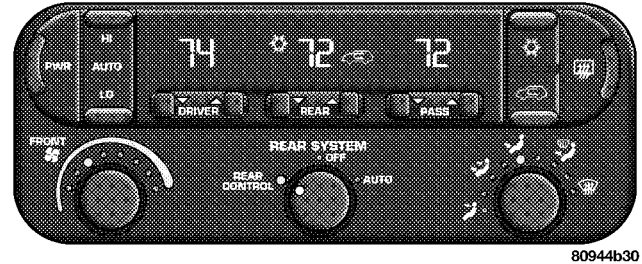 HI
PWR AUTO
LO
74 72 72
DRIVER REAR PASS
FRONT
REAR SYSTEM
OFF
REAR
CONTROL
AUTO
80944b30